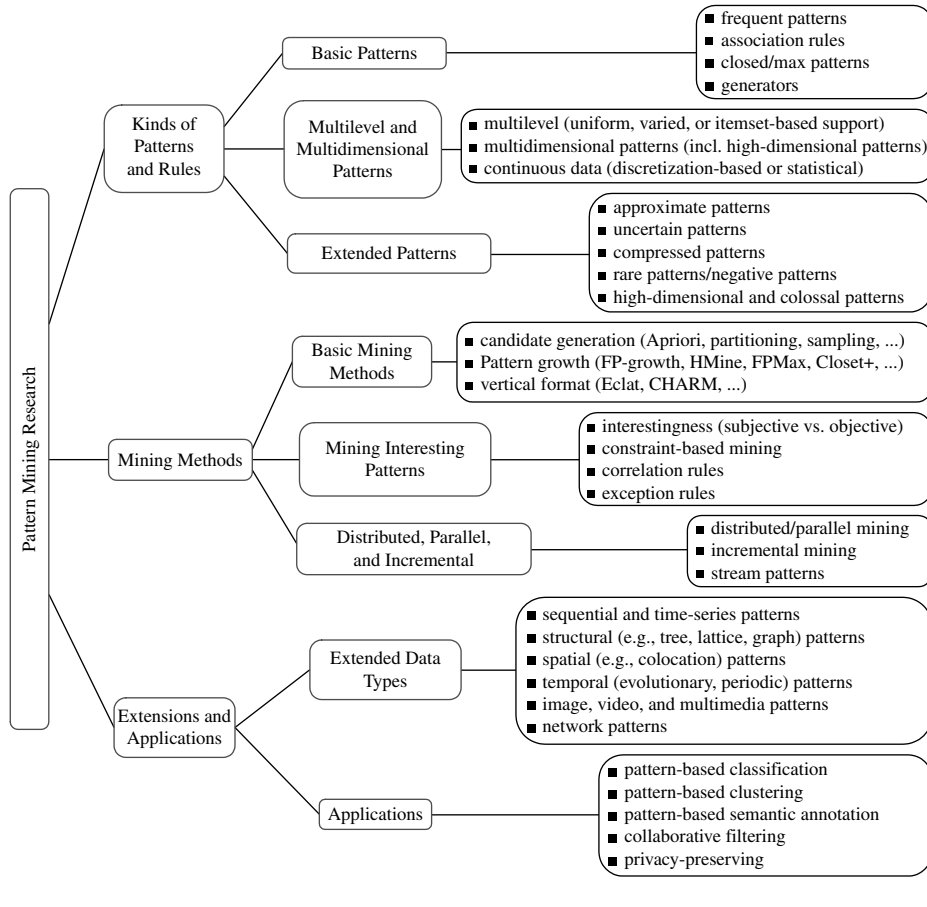 Pattern Mining Research
Kinds of
Patterns
and Rules
Basic Patterns
■ frequent patterns
■ association rules
■ closed/max patterns
■ generators
Multilevel and
Multidimensional
Patterns
■ multilevel (uniform, varied, or itemset-based support)
■ multidimensional patterns (incl. high-dimensional patterns)
■ continuous data (discretization-based or statistical)
Extended Patterns
■ approximate patterns
■ uncertain patterns
■ compressed patterns
■ rare patterns/negative patterns
■ high-dimensional and colossal patterns
Mining Methods
Basic Mining
Methods
■ candidate generation (Apriori, partitioning, sampling, ...)
■ Pattern growth (FP-growth, HMine, FPMax, Closet+, ...)
■ vertical format (Eclat, CHARM, ...)
Mining Interesting
Patterns
■ interestingness (subjective vs. objective)
■ constraint-based mining
■ correlation rules
■ exception rules
Distributed, Parallel,
and Incremental
■ distributed/parallel mining
■ incremental mining
■ stream patterns
Extensions and
Applications
Extended Data
Types
■ sequential and time-series patterns
■ structural (e.g., tree, lattice, graph) patterns
■ spatial (e.g., colocation) patterns
■ temporal (evolutionary, periodic) patterns
■ image, video, and multimedia patterns
■ network patterns
Applications
■ pattern-based classification
■ pattern-based clustering
■ pattern-based semantic annotation
■ collaborative filtering
■ privacy-preserving